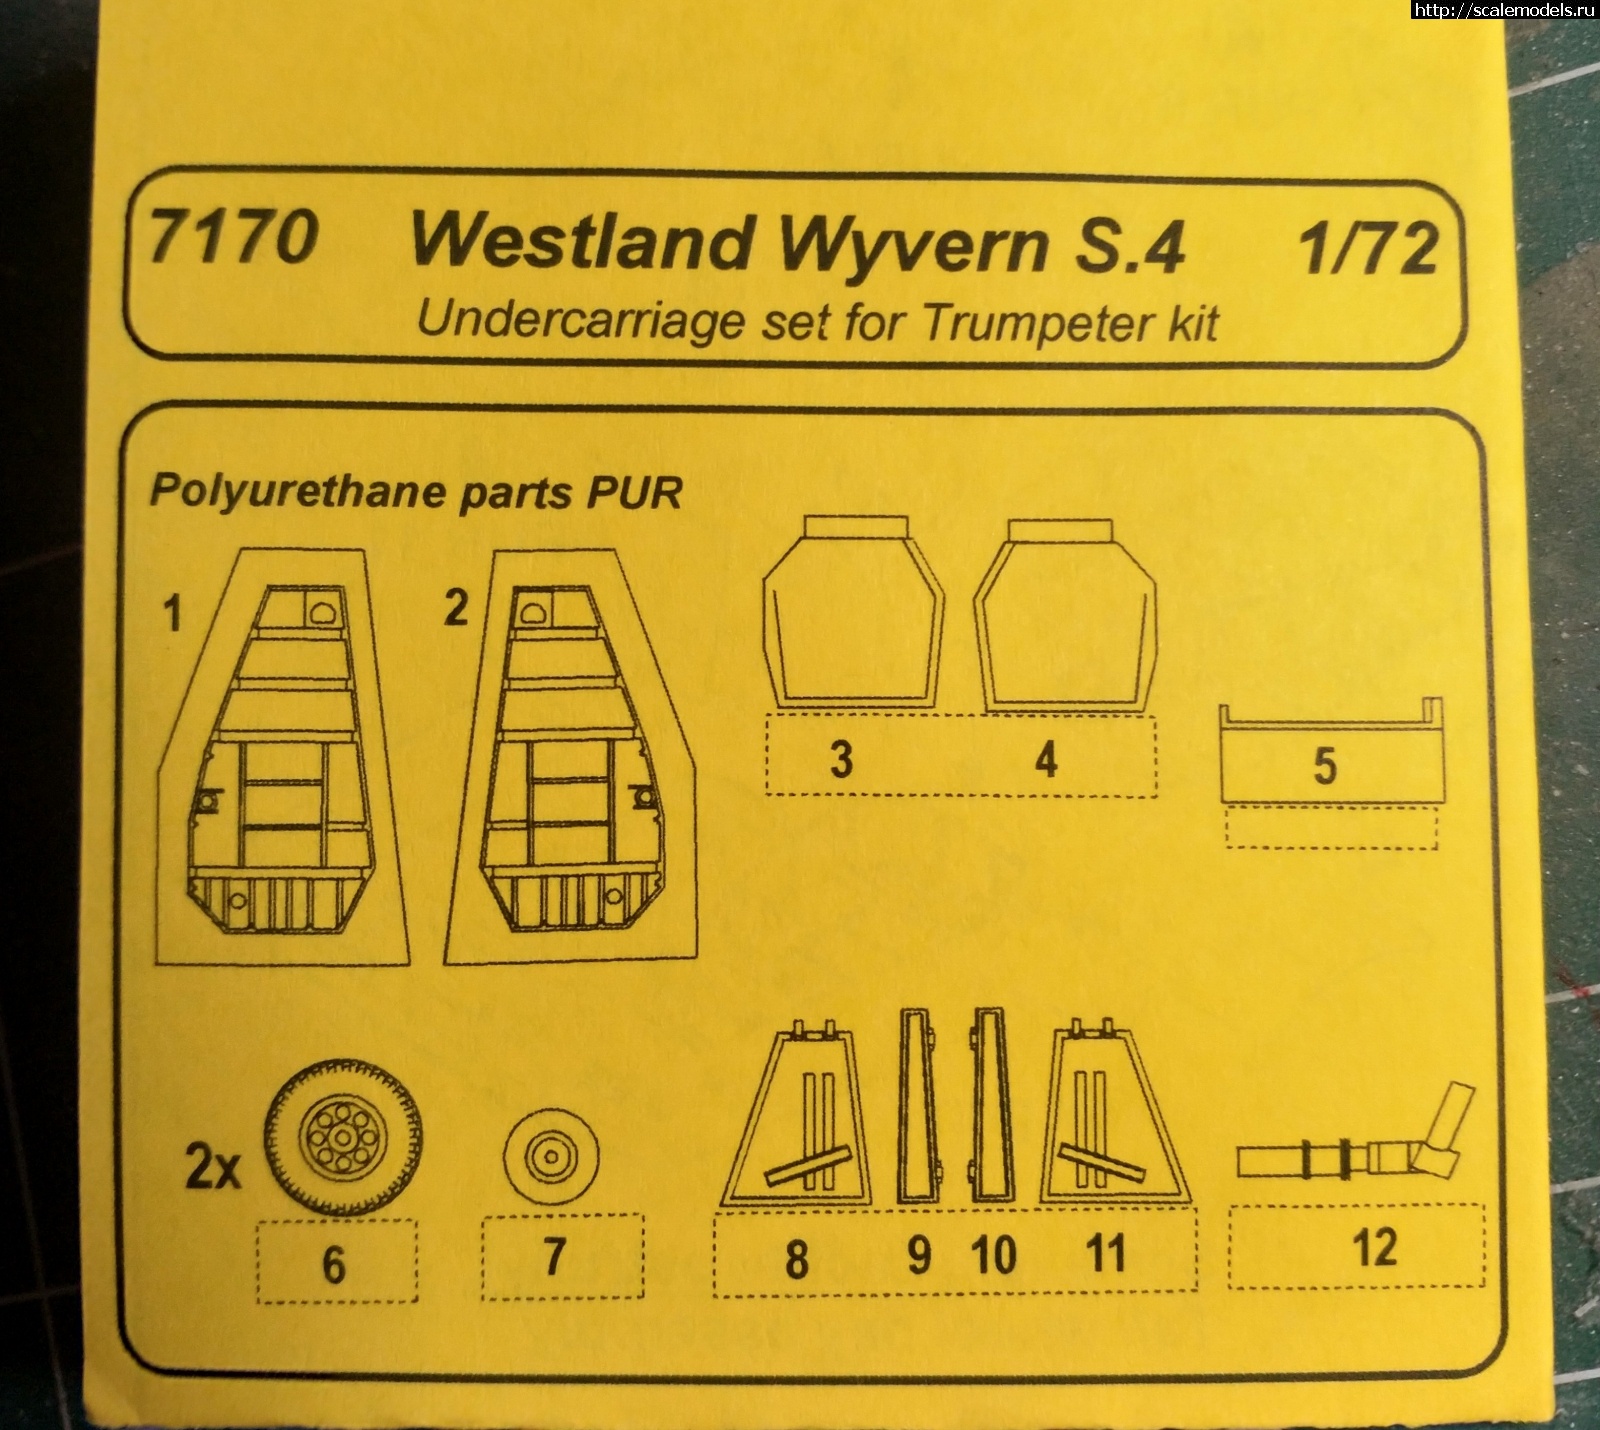 http://scalemodels.ru
7170 Westland Wyvern S.4 1/72
Undercarriage set for Trumpeter kit
Polyurethane parts PUR
1 2
3 4 5
2x
6 7 8 9 10 11 12